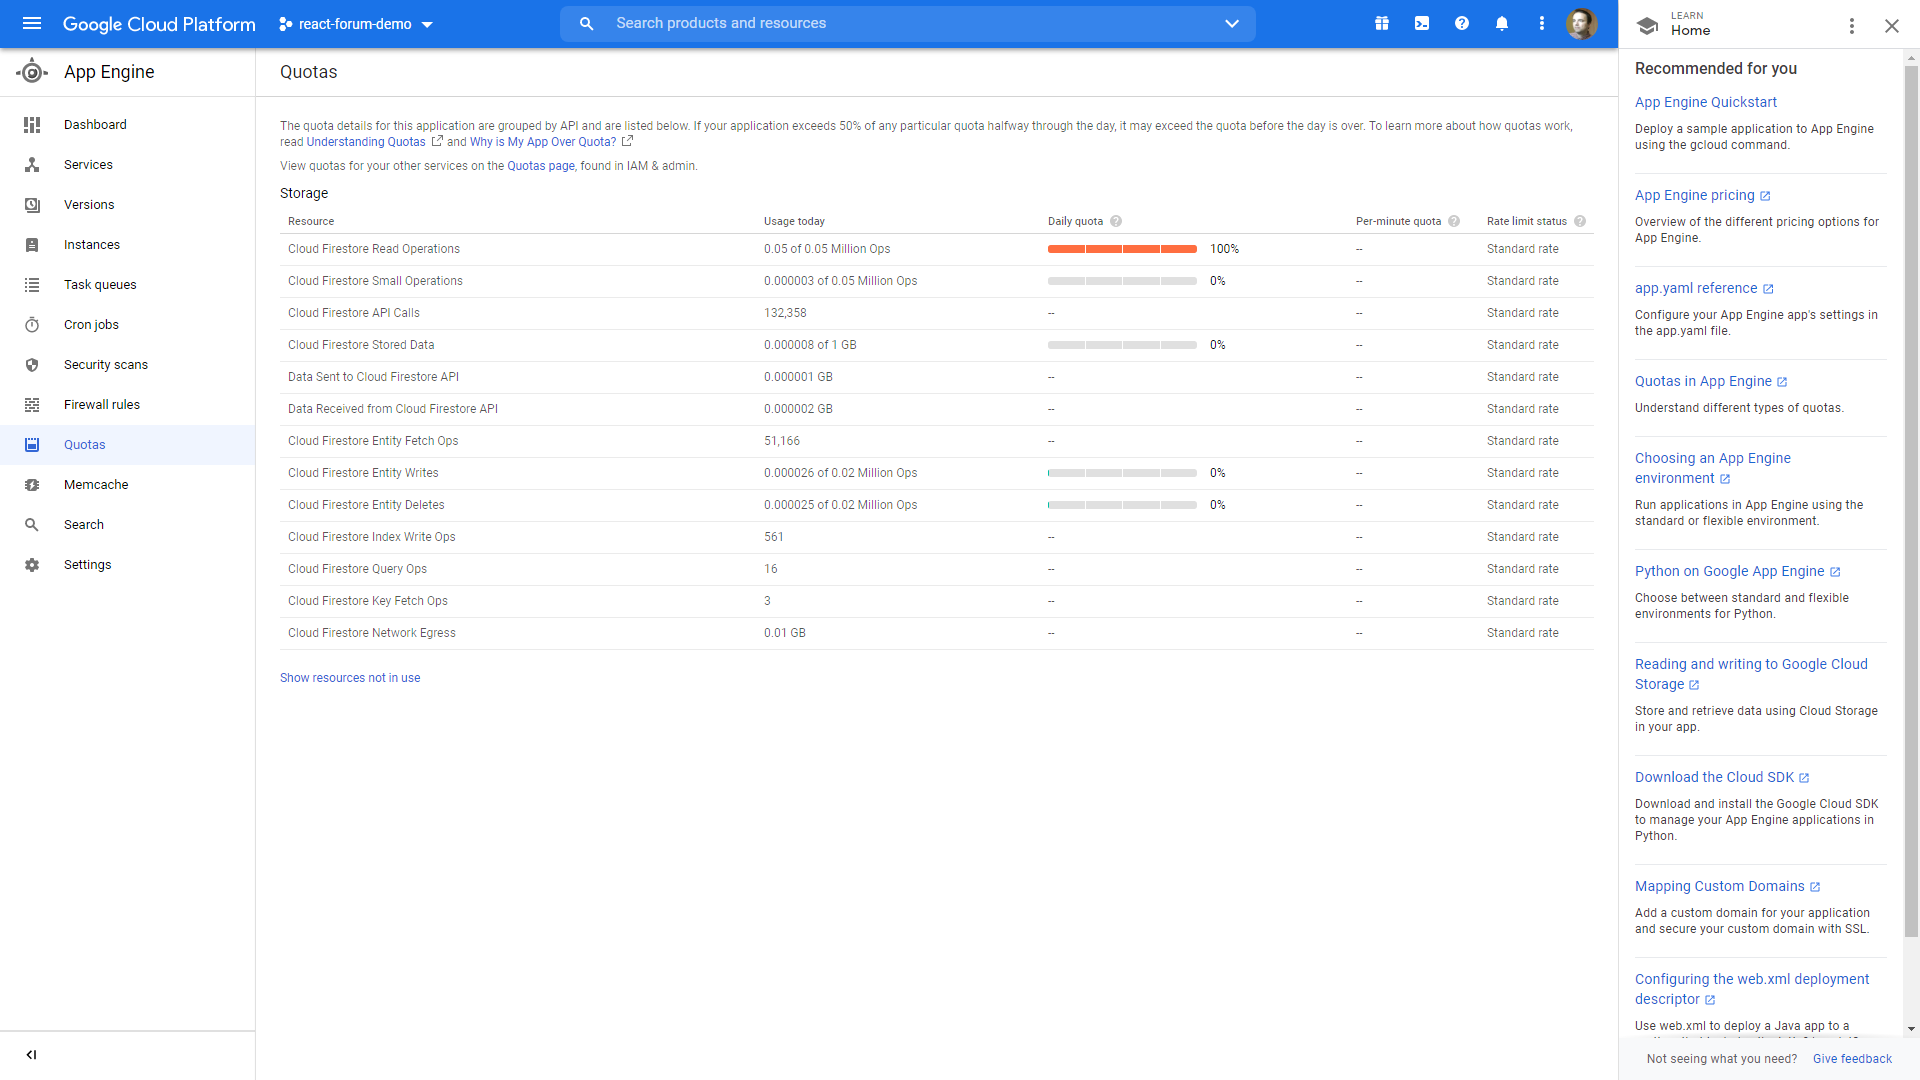 Google Cloud Platform
react-forum-demo
Search products and resources
LEARN
Home
App Engine
Quotas
Dashboard
Services
Versions
Instances
Task queues
Cron jobs
Security scans
Firewall rules
Quotas
Memcache
Search
Settings
The quota details for this application are grouped by API and are listed below. If your application exceeds 50% of any particular quota halfway through the day, it may exceed the quota before the day is over. To learn more about how quotas work,
read Understanding Quotas and Why is My App Over Quota?
View quotas for your other services on the Quotas page, found in IAM & admin.
Storage
Resource Usage today Daily quota Per-minute quota Rate limit status
Cloud Firestore Read Operations 0.05 of 0.05 Million Ops 100% -- Standard rate
Cloud Firestore Small Operations 0.000003 of 0.05 Million Ops 0% -- Standard rate
Cloud Firestore API Calls 132,358 -- -- Standard rate
Cloud Firestore Stored Data 0.000008 of 1 GB 0% -- Standard rate
Data Sent to Cloud Firestore API 0.000001 GB -- -- Standard rate
Data Received from Cloud Firestore API 0.000002 GB -- -- Standard rate
Cloud Firestore Entity Fetch Ops 51,166 -- -- Standard rate
Cloud Firestore Entity Writes 0.000026 of 0.02 Million Ops 0% -- Standard rate
Cloud Firestore Entity Deletes 0.000025 of 0.02 Million Ops 0% -- Standard rate
Cloud Firestore Index Write Ops 561 -- -- Standard rate
Cloud Firestore Query Ops 16 -- -- Standard rate
Cloud Firestore Key Fetch Ops 3 -- -- Standard rate
Cloud Firestore Network Egress 0.01 GB -- -- Standard rate
Show resources not in use
Recommended for you
App Engine Quickstart
Deploy a sample application to App Engine
using the gcloud command.
App Engine pricing
Overview of the different pricing options for
App Engine.
app.yaml reference
Configure your App Engine app's settings in
the app.yaml file.
Quotas in App Engine
Understand different types of quotas.
Choosing an App Engine
environment
Run applications in App Engine using the
standard or flexible environment.
Python on Google App Engine
Choose between standard and flexible
environments for Python.
Reading and writing to Google Cloud
Storage
Store and retrieve data using Cloud Storage
in your app.
Download the Cloud SDK
Download and install the Google Cloud SDK
to manage your App Engine applications in
Python.
Mapping Custom Domains
Add a custom domain for your application
and secure your custom domain with SSL.
Configuring the web.xml deployment
descriptor
Use web.xml to deploy a Java app to a
Not seeing what you need? Give feedback